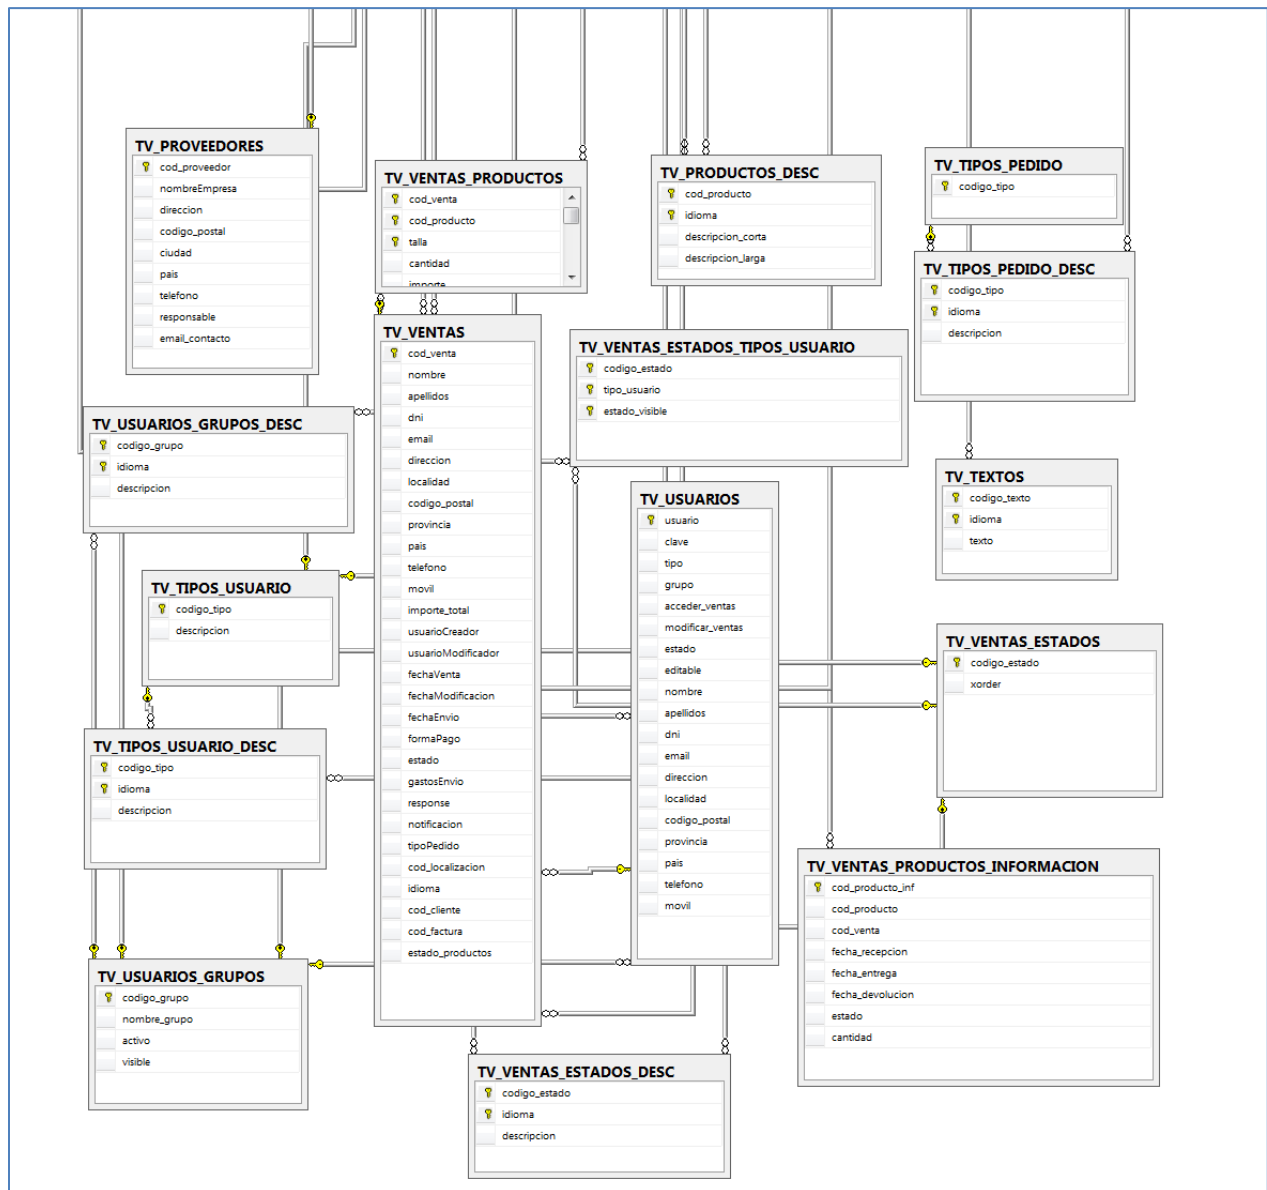 TV_PROVEEDORES
cod_proveedor
nombreEmpresa
direccion
codigo_postal
ciudad
pais
telefono
responsable
email_contacto
TV_VENTAS_PRODUCTOS
cod_venta
cod_producto
talla
cantidad
importe
TV_PRODUCTOS_DESC
cod_producto
idioma
descripcion_corta
descripcion_larga
TV_TIPOS_PEDIDO
codigo_tipo
TV_TIPOS_PEDIDO_DESC
codigo_tipo
idioma
descripcion
TV_VENTAS
cod_venta
nombre
apellidos
dni
email
direccion
localidad
codigo_postal
provincia
pais
telefono
movil
importe_total
usuarioCreador
usuarioModificador
fechaVenta
fechaModificacion
fechaEnvio
formaPago
estado
gastosEnvio
response
notificacion
tipoPedido
cod_localizacion
idioma
cod_cliente
cod_factura
estado_productos
TV_VENTAS_ESTADOS_TIPOS_USUARIO
codigo_estado
tipo_usuario
estado_visible
TV_USUARIOS_GRUPOS_DESC
codigo_grupo
idioma
descripcion
TV_TEXTOS
codigo_texto
idioma
texto
TV_USUARIOS
usuario
clave
tipo
grupo
acceder_ventas
modificar_ventas
estado
editable
nombre
apellidos
dni
email
direccion
localidad
codigo_postal
provincia
pais
telefono
movil
TV_TIPOS_USUARIO
codigo_tipo
descripcion
TV_VENTAS_ESTADOS
codigo_estado
xorder
TV_TIPOS_USUARIO_DESC
codigo_tipo
idioma
descripcion
TV_VENTAS_PRODUCTOS_INFORMACION
cod_producto_inf
cod_producto
cod_venta
fecha_recepcion
fecha_entrega
fecha_devolucion
estado
cantidad
TV_USUARIOS_GRUPOS
codigo_grupo
nombre_grupo
activo
visible
TV_VENTAS_ESTADOS_DESC
codigo_estado
idioma
descripcion